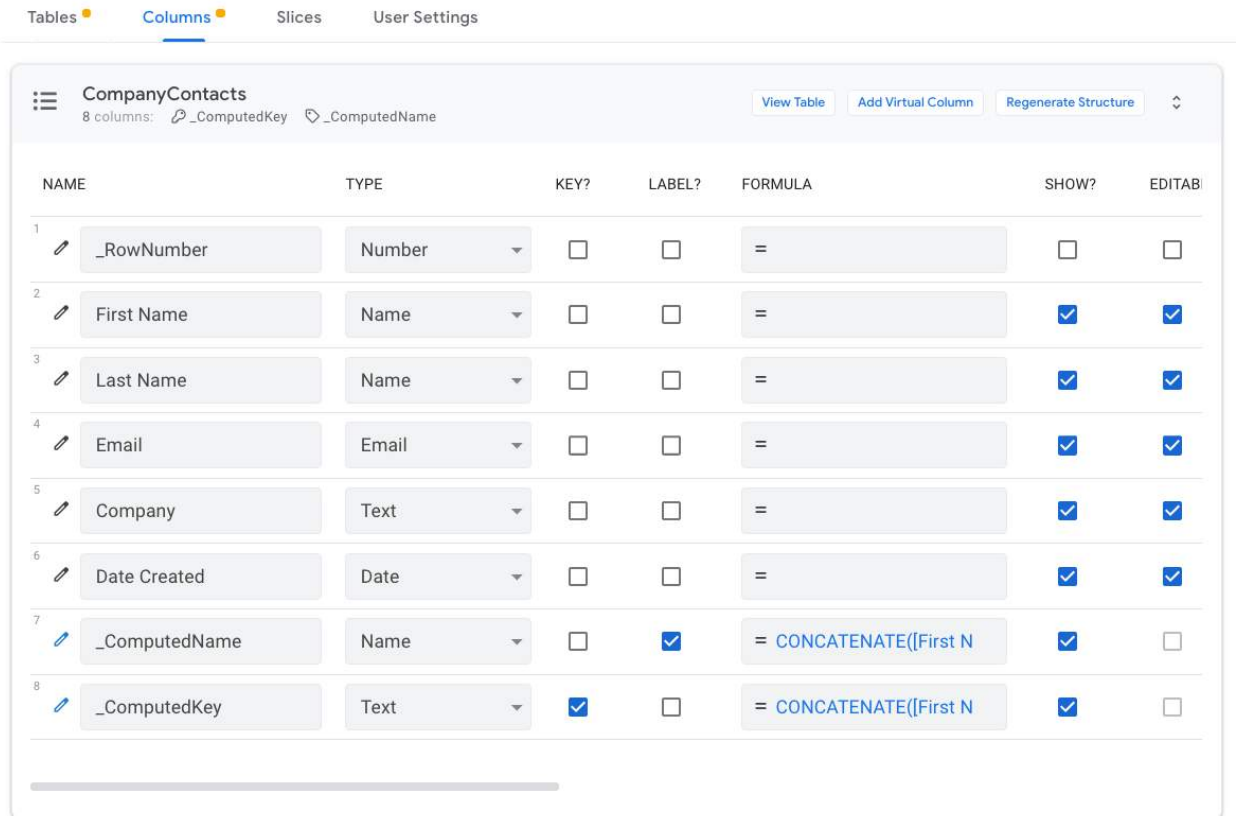 Tables Columns Slices User Settings
CompanyContacts
View Table Add Virtual Column Regenerate Structure
8 columns: _ComputedKey _ComputedName
NAME TYPE KEY? LABEL? FORMULA SHOW? EDITABI
1
_RowNumber Number =
2
First Name Name =
3
Last Name Name =
4
Email Email =
5
Company Text =
6
Date Created Date =
7
_ComputedName Name = CONCATENATE([First N
8
_ComputedKey Text = CONCATENATE([First N